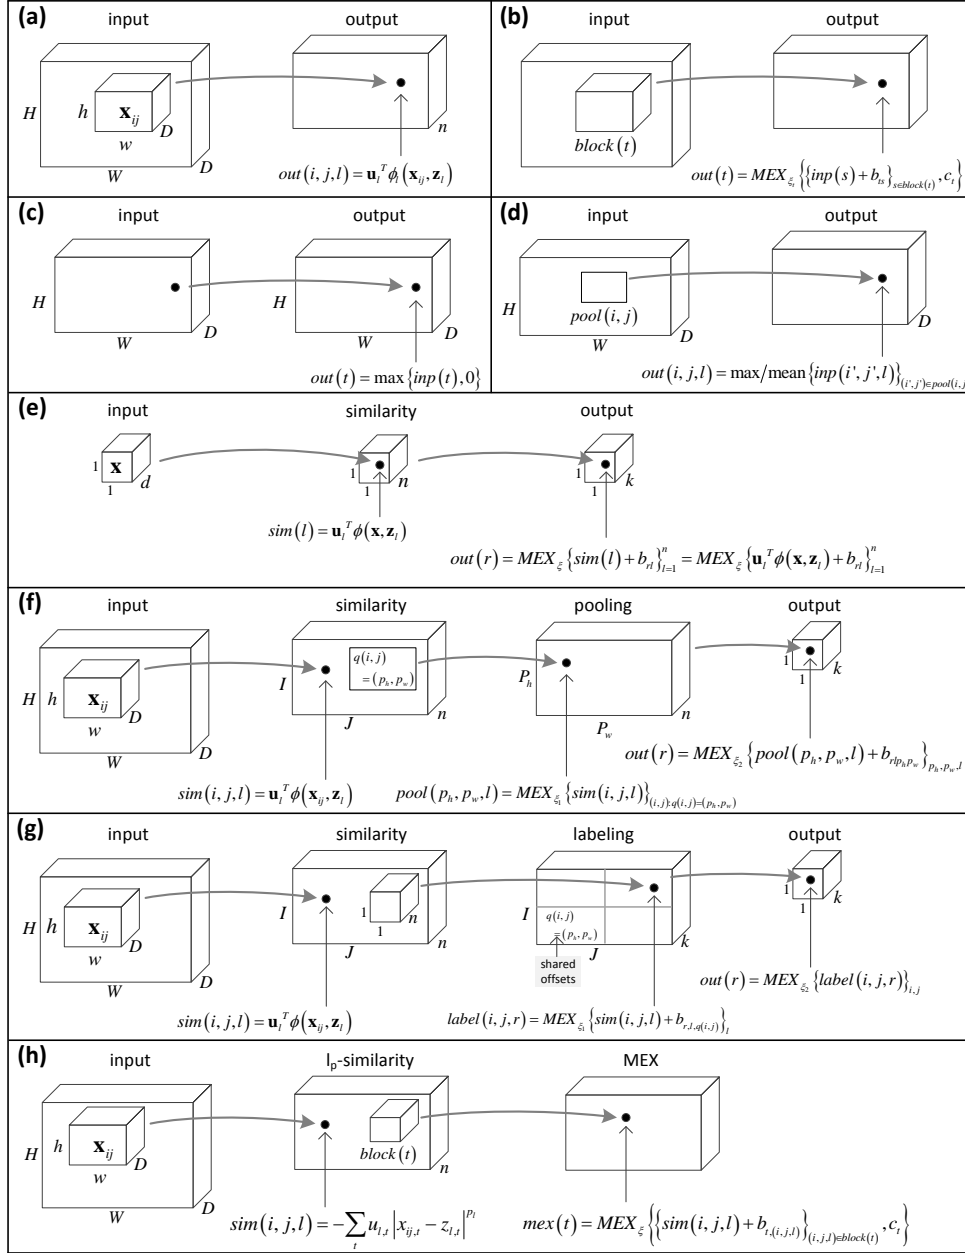 (a) input output
H h x_ij D w W D n
out(i, j, l) = u_l^T ϕ_l(x_ij, z_l)
(b) input output
block(t)
out(t) = MEX_ξ_t {{inp(s) + b_ts}_s∈block(t), c_t}
(c) input output
H W H W D
out(t) = max{inp(t), 0}
(d) input output
H pool(i, j) W D D
out(i, j, l) = max/mean{inp(i', j', l)}_(i', j')∈pool(i, j
(e) input similarity output
1 x 1 d 1 1 n 1 1 k
sim(l) = u_l^T ϕ(x, z_l)
out(r) = MEX_ξ {sim(l) + b_rl}_l=1^n = MEX_ξ {u_l^T ϕ(x, z_l) + b_rl}_l=1^n
(f) input similarity pooling output
H h x_ij w D W D
I q(i, j)
= (p_h, p_w)
J n P_h P_w n 1 1 k
out(r) = MEX_ξ_2 {pool(p_h, p_w, l) + b_rlp_hp_w}_p_h, p_w, l
sim(i, j, l) = u_l^T ϕ(x_ij, z_l) pool(p_h, p_w, l) = MEX_ξ_1 {sim(i, j, l)}_(i, j): q(i, j)=(p_h, p_w)
(g) input similarity labeling output
H h x_ij w D W D
I 1 1 n J n
I q(i, j)
= (p_h, p_w)
J k 1 1 k
shared
offsets
out(r) = MEX_ξ_2 {label(i, j, r)}_i, j
sim(i, j, l) = u_l^T ϕ(x_ij, z_l) label(i, j, r) = MEX_ξ_1 {sim(i, j, l) + b_r, l, q(i, j)}_l
(h) input l_p-similarity MEX
H h x_ij w D W D
block(t) n
sim(i, j, l) = −∑_t u_l,t |x_ij,t − z_l,t|^p_l mex(t) = MEX_ξ {{sim(i, j, l) + b_t,(i, j, l)}_(i, j, l)∈block(t), c_t}